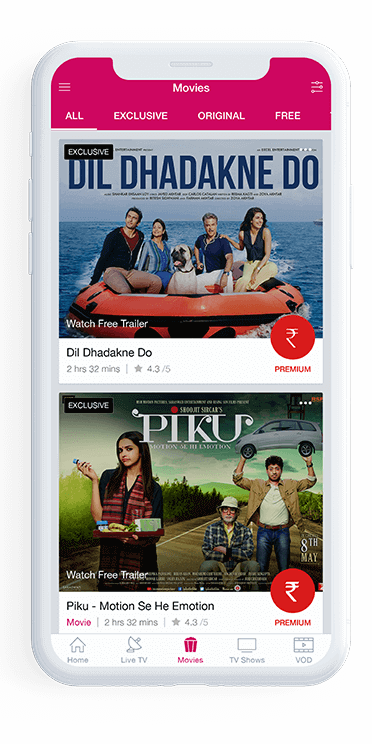 Movies
ALL EXCLUSIVE ORIGINAL FREE
EXCLUSIVE
DIL DHADAKNE DO
Watch Free Trailer
Dil Dhadakne Do
2 hrs 32 mins | 4.3 /5
₹
PREMIUM
EXCLUSIVE
SHOOJIT SIRCAR'S
PIKU
MOTION SE HI EMOTION
8TH
MAY
Watch Free Trailer
₹
Piku - Motion Se He Emotion
Movie | 2 hrs 32 mins | 4.3 /5
PREMIUM
Home Live TV Movies TV Shows VOD